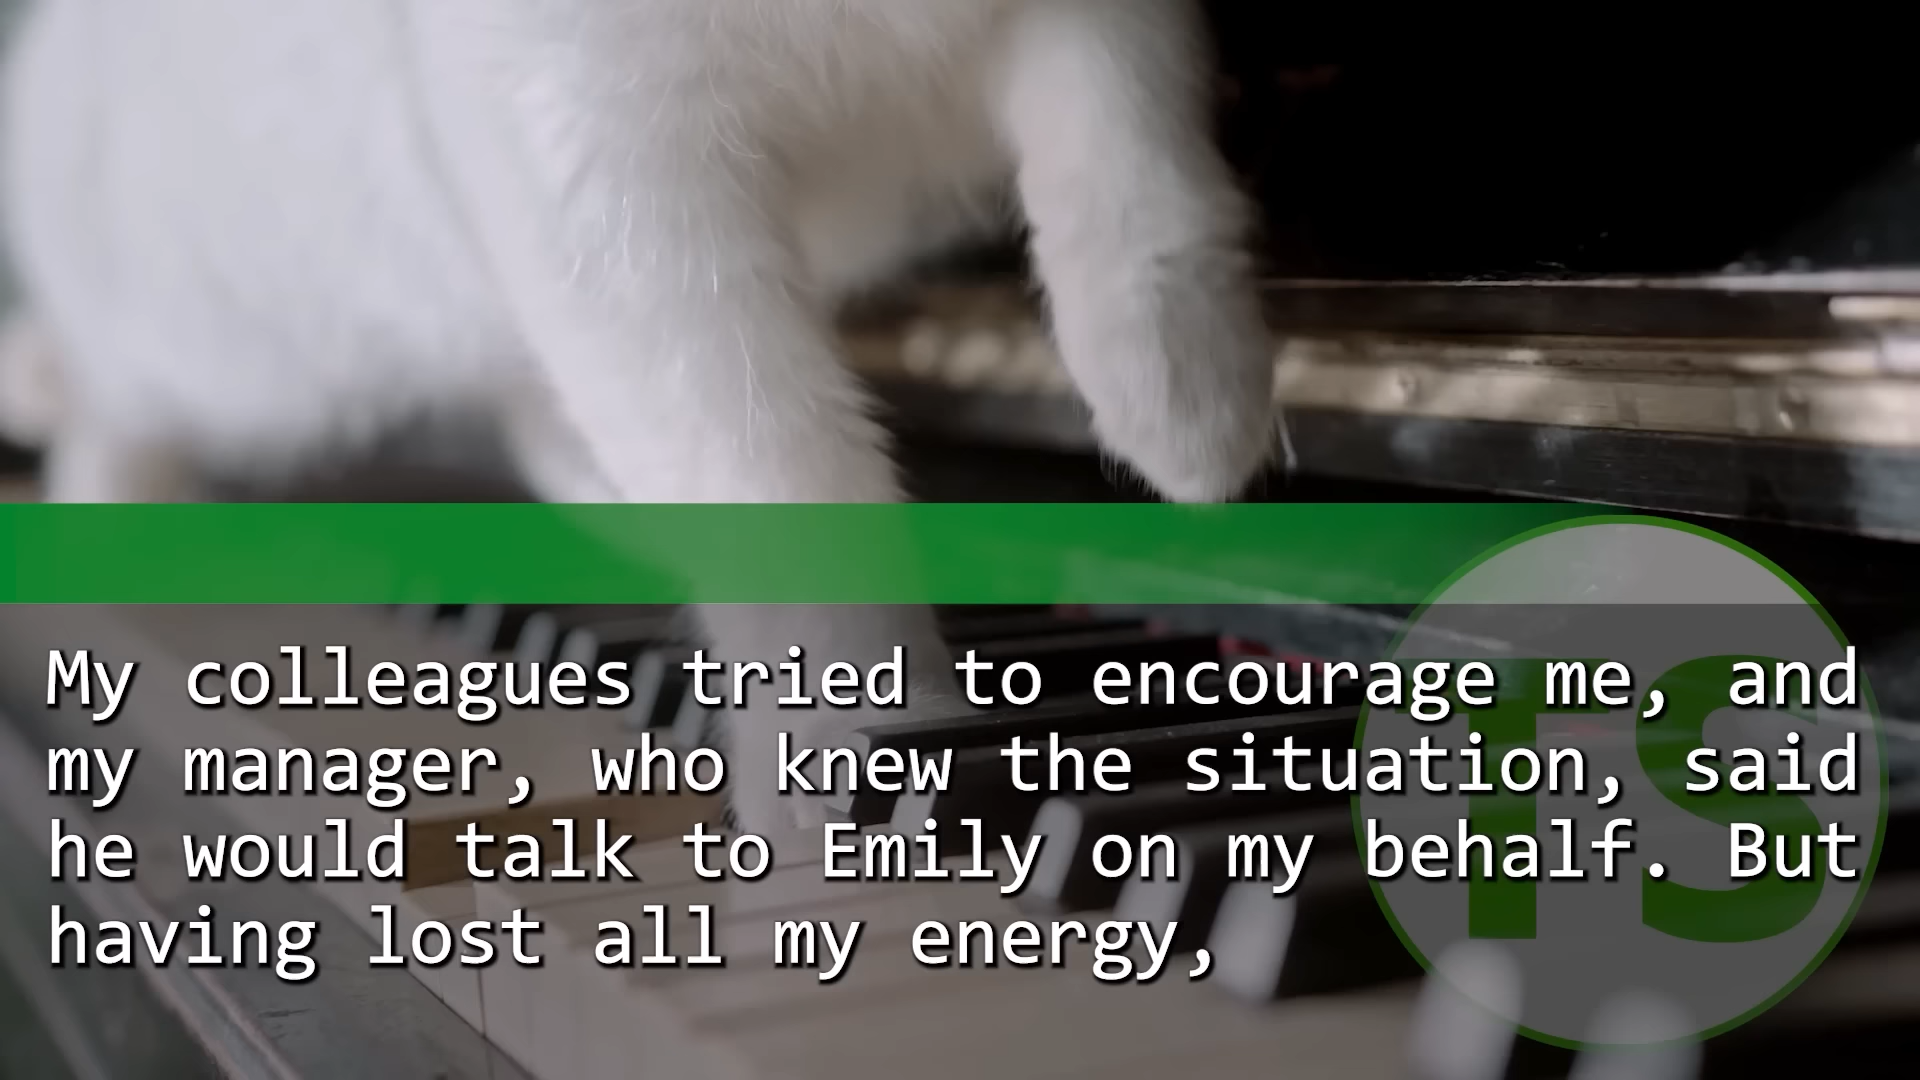 My colleagues tried to encourage me, and
my manager, who knew the situation, said
he would talk to Emily on my behalf. But
having lost all my energy,
TS